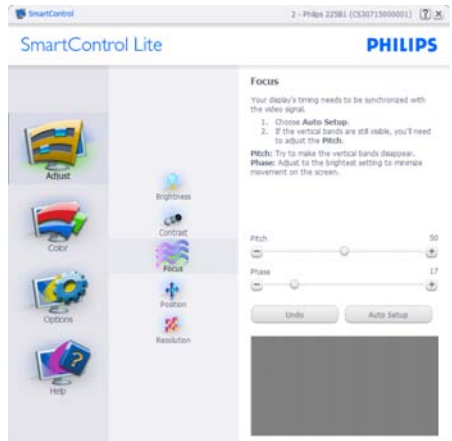 SmartControl
2 - Philips 225B1 (CS30715000001)
?
SmartControl Lite
PHILIPS
Adjust
Color
Options
?
Help
Brightness
Contrast
Focus
Position
Resolution
Focus
Your display's timing needs to be synchronized with
the video signal.
1. Choose Auto Setup.
2. If the vertical bands are still visible, you'll need
to adjust the Pitch.
Pitch: Try to make the vertical bands disappear.
Phase: Adjust to the brightest setting to minimize
movement on the screen.
Pitch 50
Phase 17
Undo Auto Setup